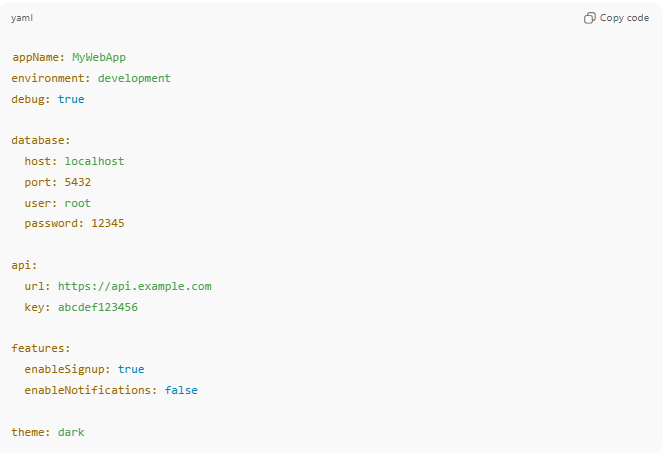 yaml
Copy code
appName: MyWebApp
environment: development
debug: true
database:
  host: localhost
  port: 5432
  user: root
  password: 12345
api:
  url: https://api.example.com
  key: abcdef123456
features:
  enableSignup: true
  enableNotifications: false
theme: dark